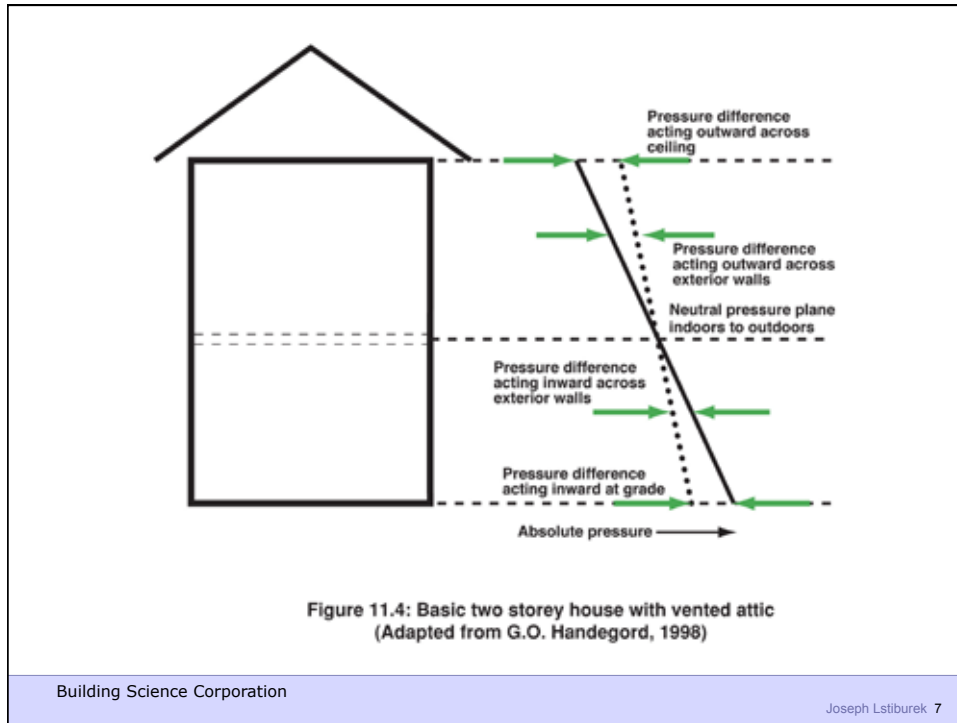 Pressure difference
acting outward across
ceiling
Pressure difference
acting outward across
exterior walls
Neutral pressure plane
indoors to outdoors
Pressure difference
acting inward across
exterior walls
Pressure difference
acting inward at grade
Absolute pressure
Figure 11.4: Basic two storey house with vented attic
(Adapted from G.O. Handegord, 1998)
Building Science Corporation
Joseph Lstiburek 7